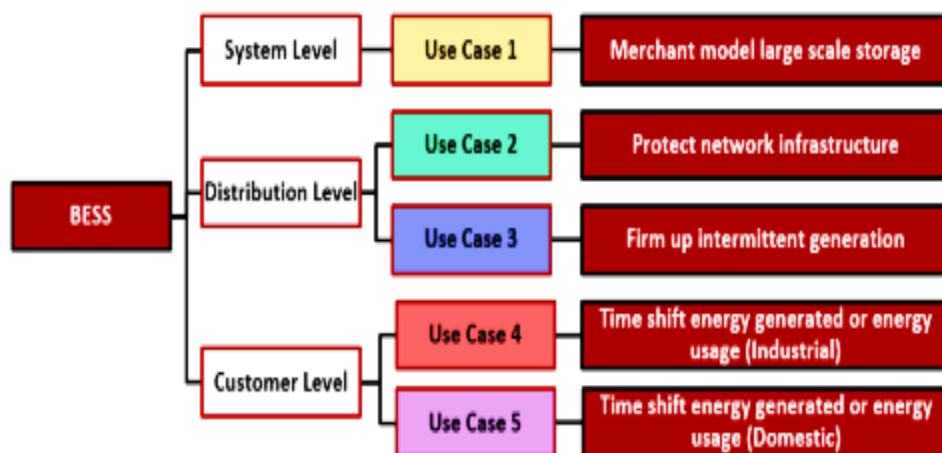 System Level
Use Case 1
Merchant model large scale storage
Use Case 2
Protect network infrastructure
Distribution Level
BESS
Use Case 3
Firm up intermittent generation
Use Case 4
Time shift energy generated or energy
usage (Industrial)
Customer Level
Use Case 5
Time shift energy generated or energy
usage (Domestic)